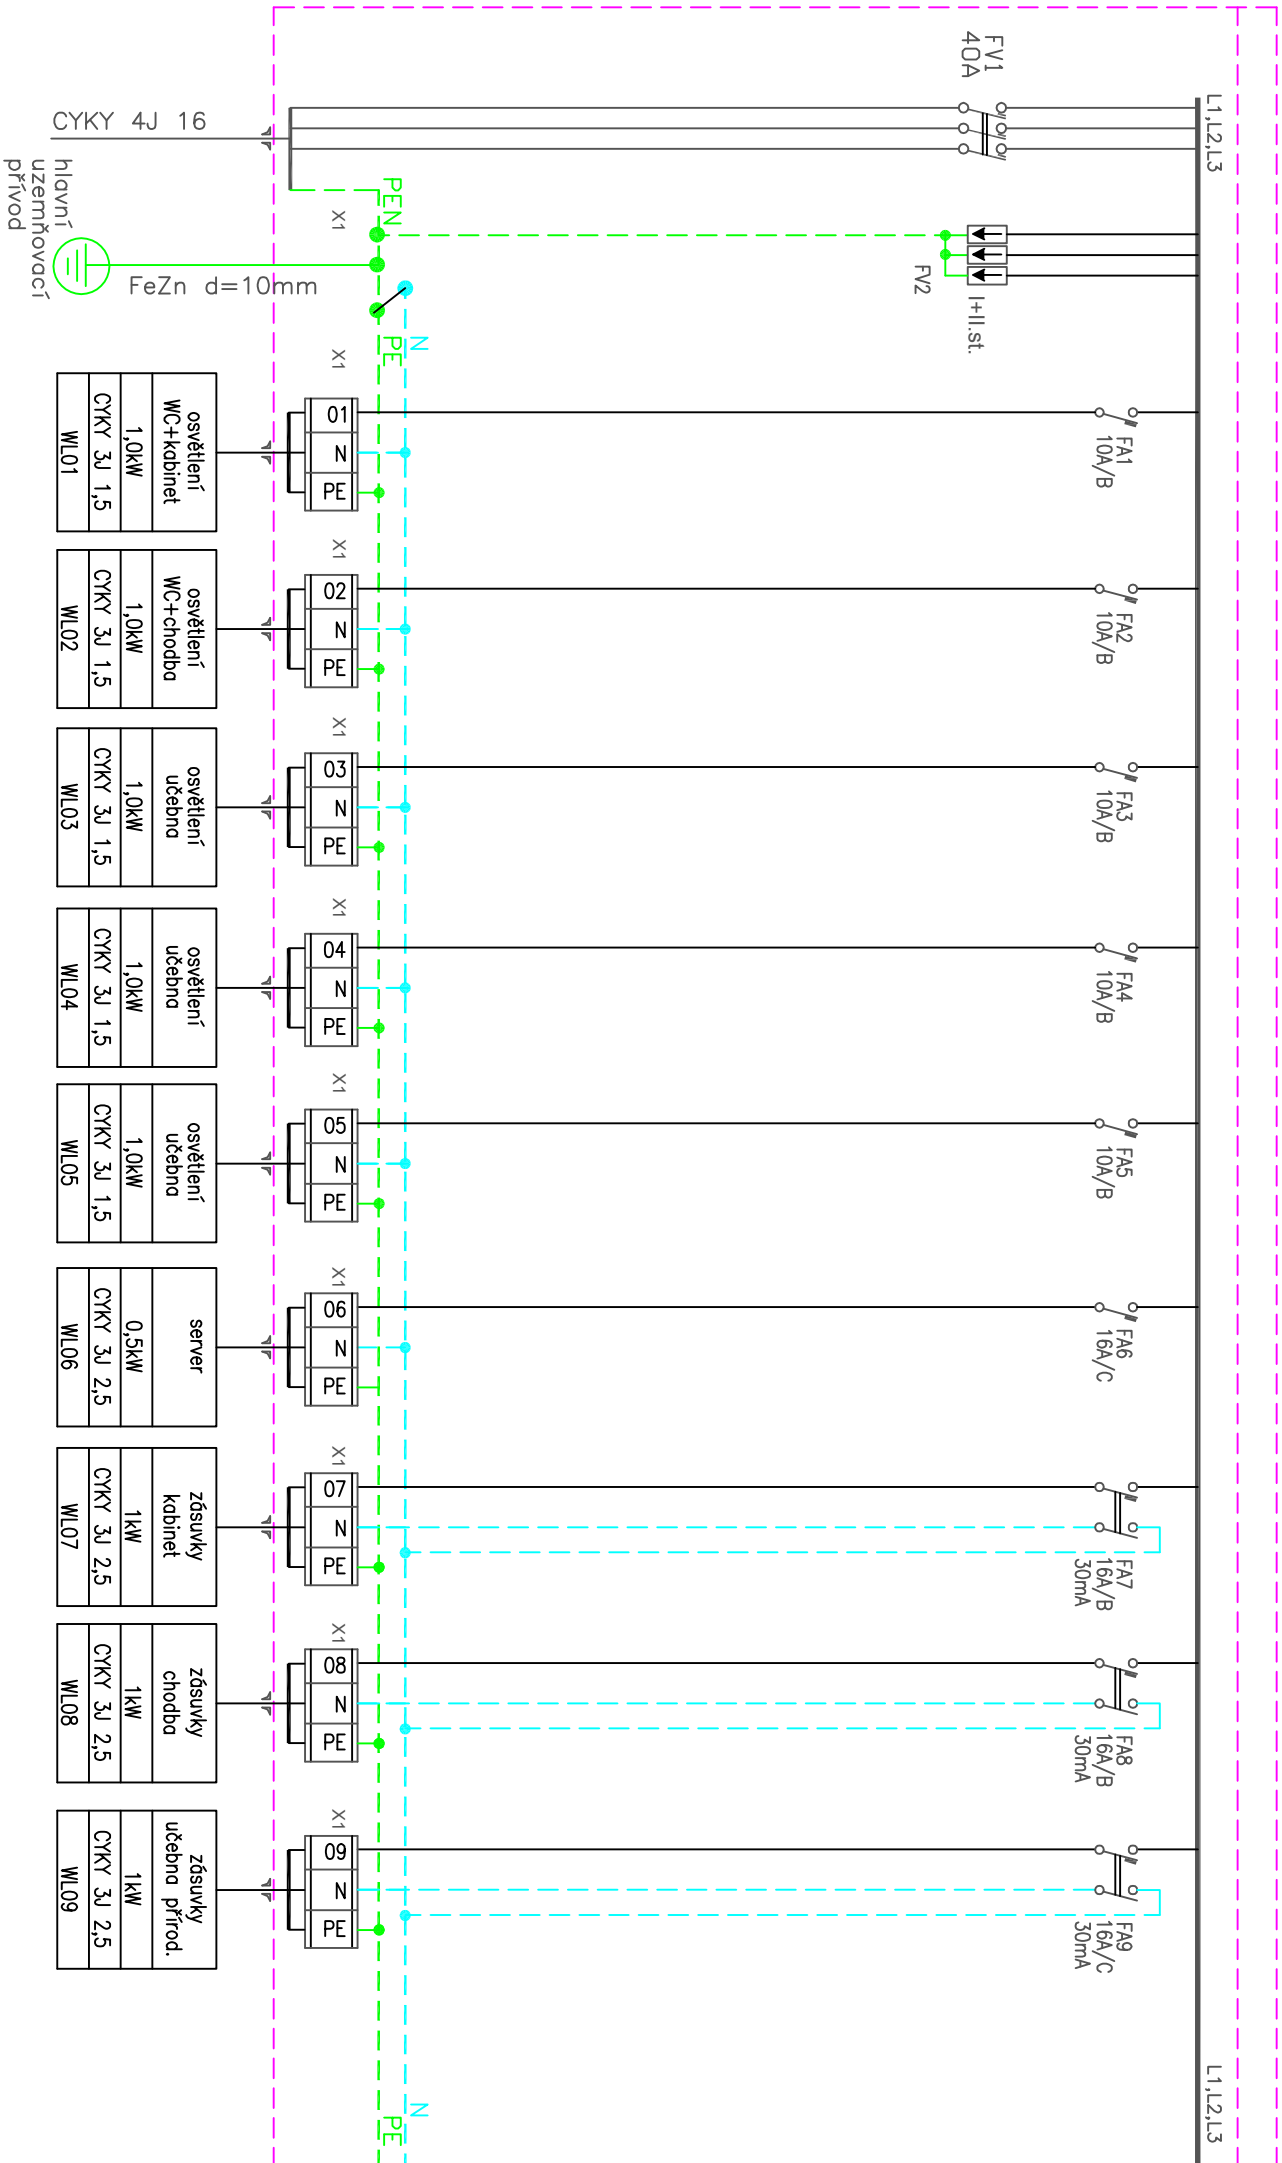 L1,L2,L3
L1,L2,L3
FV1
40A
I+II.st.
FV2
FA1
10A/B
FA2
10A/B
FA3
10A/B
FA4
10A/B
FA5
10A/B
FA6
16A/C
FA7
16A/B
30mA
FA8
16A/B
30mA
FA9
16A/C
30mA
PEN
N
PE
N
PE
X1
X1
01
N
PE
X1
02
N
PE
X1
03
N
PE
X1
04
N
PE
X1
05
N
PE
X1
06
N
PE
X1
07
N
PE
X1
08
N
PE
X1
09
N
PE
CYKY 4J 16
FeZn d=10mm
hlavní
uzemňovací
přívod
osvětlení
WC+kabinet
1,0kW
CYKY 3J 1,5
WL01
osvětlení
WC+chodba
1,0kW
CYKY 3J 1,5
WL02
osvětlení
učebna
1,0kW
CYKY 3J 1,5
WL03
osvětlení
učebna
1,0kW
CYKY 3J 1,5
WL04
osvětlení
učebna
1,0kW
CYKY 3J 1,5
WL05
server
0,5kW
CYKY 3J 2,5
WL06
zásuvky
kabinet
1kW
CYKY 3J 2,5
WL07
zásuvky
chodba
1kW
CYKY 3J 2,5
WL08
zásuvky
učebna přírod.
1kW
CYKY 3J 2,5
WL09